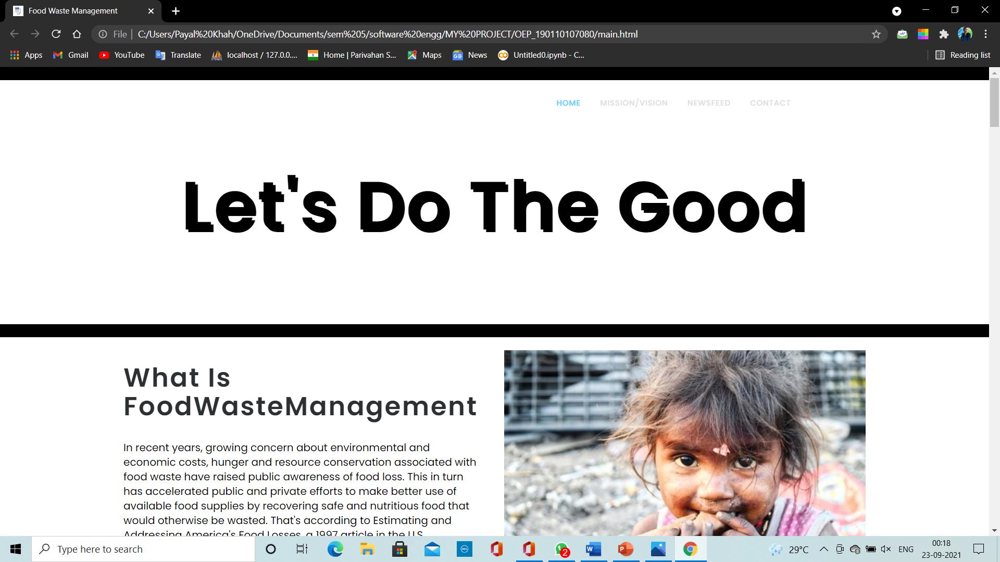 Food Waste Management
File
C:/Users/Payal%20Khah/OneDrive/Documents/sem%205/software%20engg/MY%20PROJECT/OEP_190110107080/main.html
Apps
Gmail
YouTube
Translate
localhost / 127.0.0....
Home | Parivahan S...
Maps
News
Untitled0.ipynb - C...
Reading list
HOME MISSION/VISION NEWSFEED CONTACT
Let's Do The Good
What Is
FoodWasteManagement
In recent years, growing concern about environmental and
economic costs, hunger and resource conservation associated with
food waste have raised public awareness of food loss. This in turn
has accelerated public and private efforts to make better use of
available food supplies by recovering safe and nutritious food that
would otherwise be wasted. That's according to Estimating and
Addressing America's Food Losses, a 1997 article in the U.S.
Type here to search
2
29°C
ENG
00:18
23-09-2021